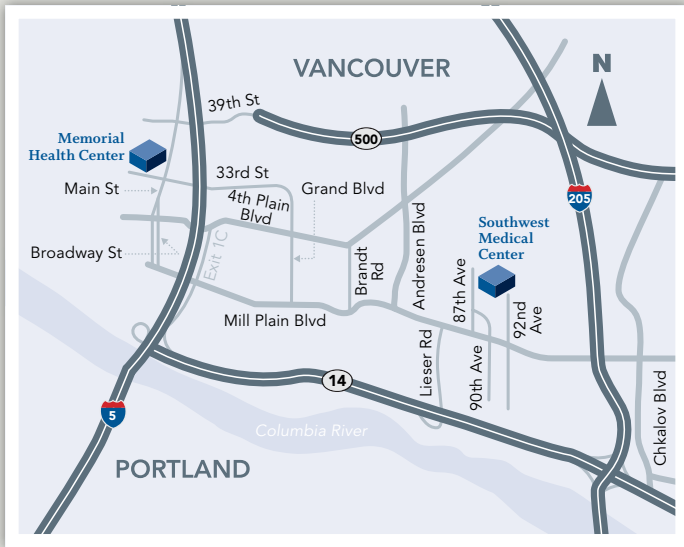 VANCOUVER
N
39th St
500
Memorial
Health Center
33rd St
Main St
4th Plain
Blvd
Grand Blvd
205
Southwest
Medical
Center
Broadway St
Exit 1C
Brandt
Rd
Andresen Blvd
87th Ave
92nd
Ave
Mill Plain Blvd
Lieser Rd
90th Ave
14
Chkalov Blvd
5
Columbia River
PORTLAND